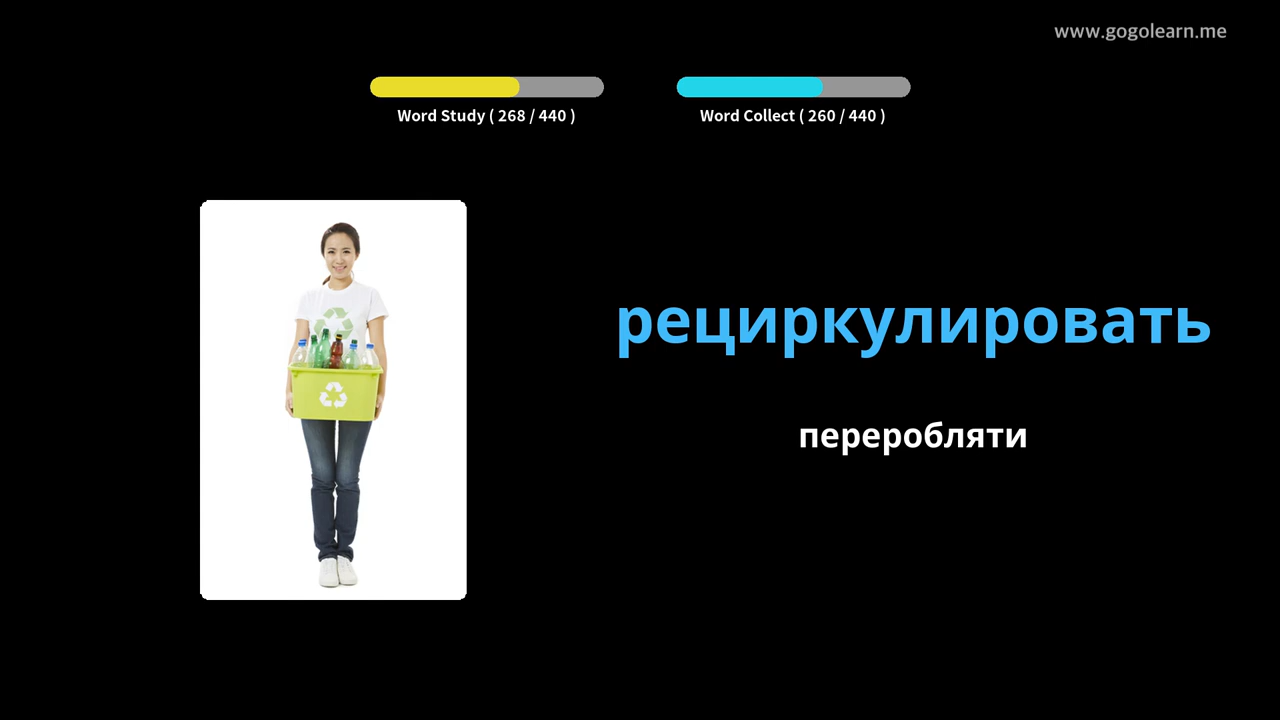 www.gogolearn.me
Word Study ( 268 / 440 )
Word Collect ( 260 / 440 )
рециркулировать
переробляти